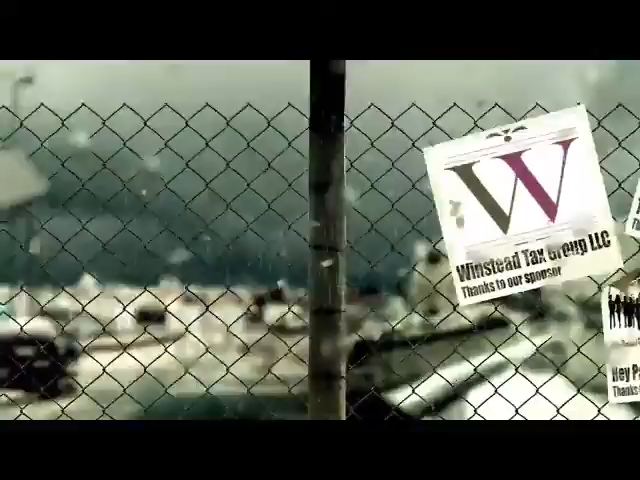 W
Winstead Tax Group LLC
Thanks to our Sponsor
Hey
Thanks